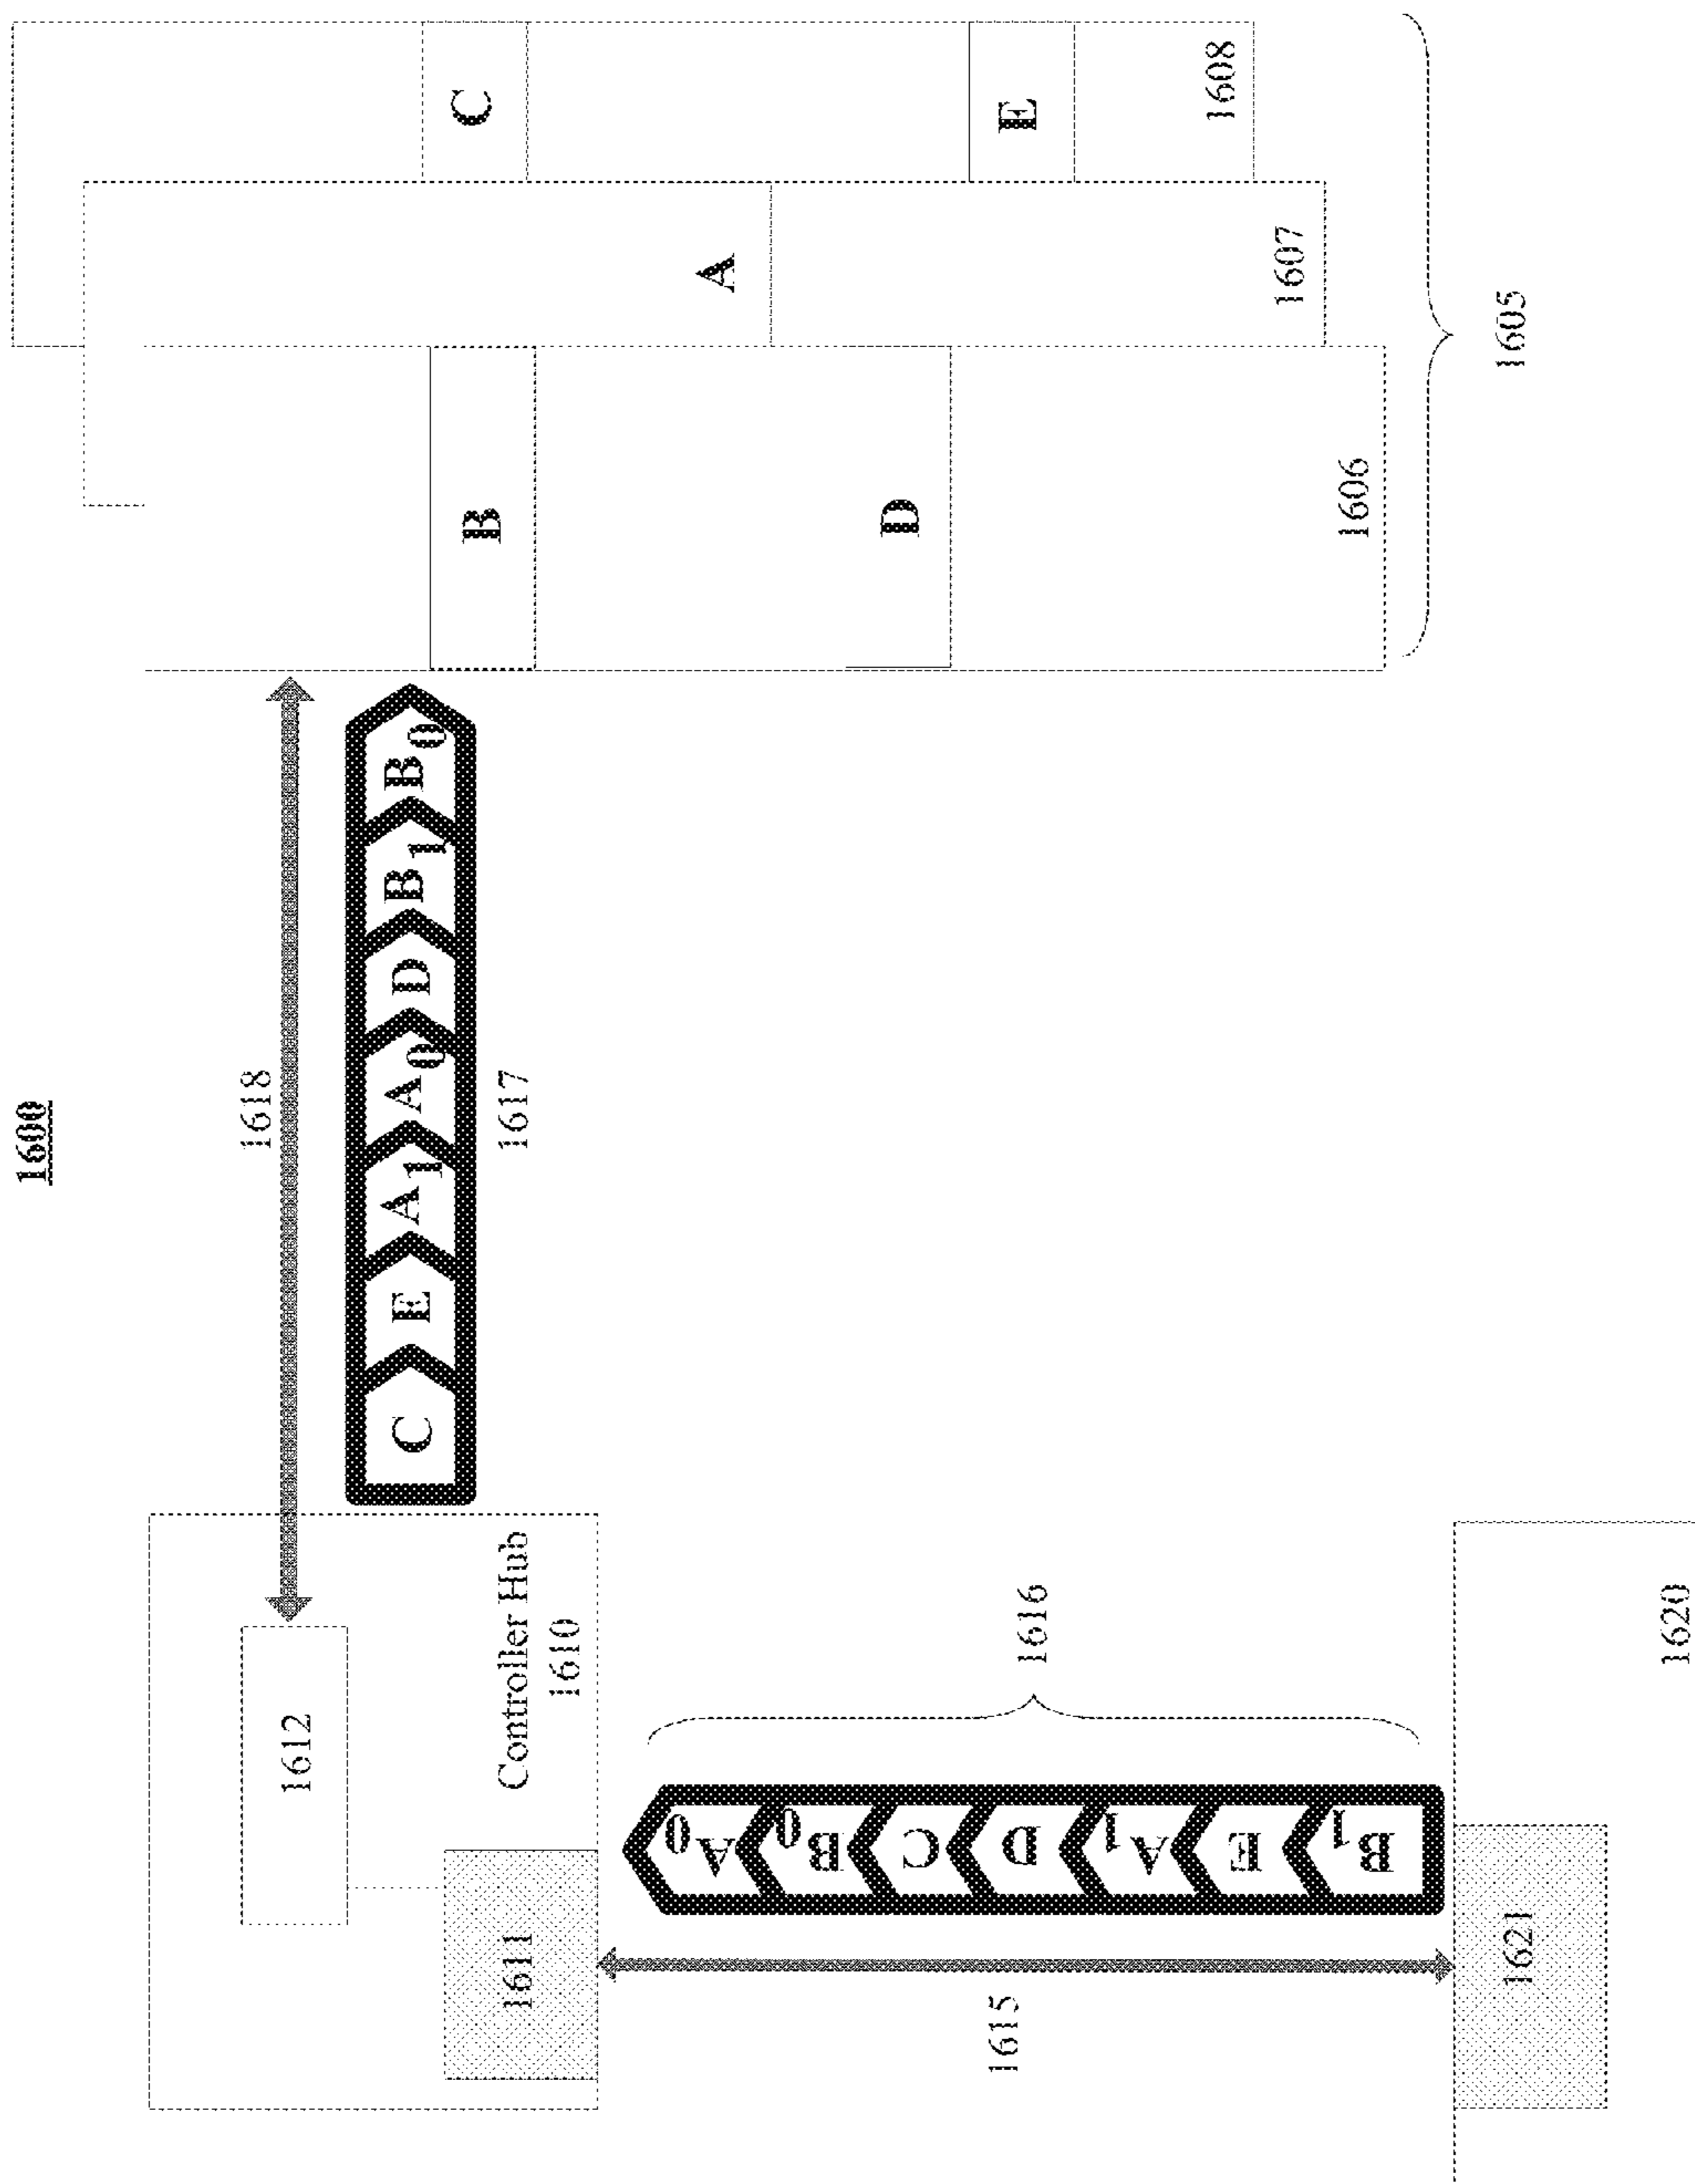 1600
1618
1612
C E A1 A0 D B1 B0
1617
Controller Hub
1610
1611
B
C
A
D
E
1606
1607
1608
1605
A0
B0
C
D
A1
E
B1
1615
1616
1621
1620